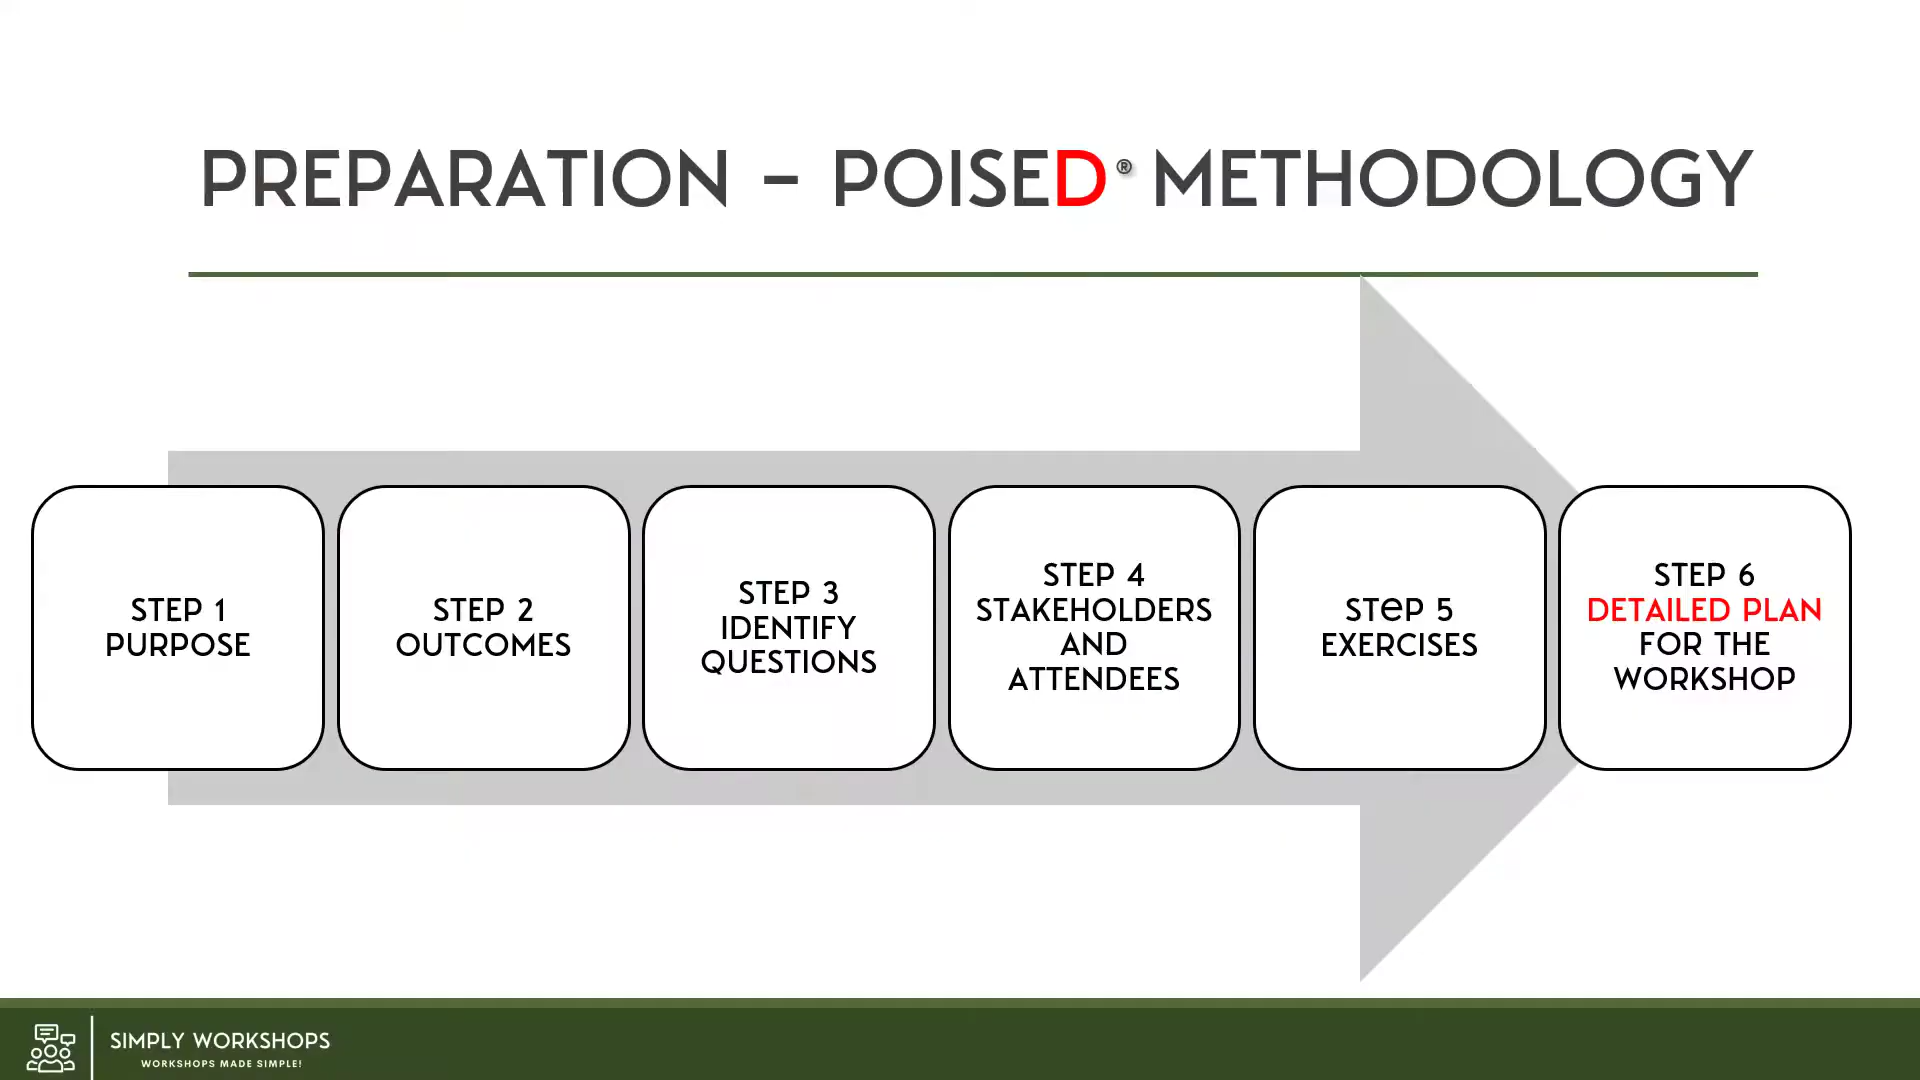 PREPARATION – POISED® METHODOLOGY
STEP 1
PURPOSE
STEP 2
OUTCOMES
STEP 3
IDENTIFY
QUESTIONS
STEP 4
STAKEHOLDERS
AND
ATTENDEES
STeP 5
EXERCISES
STEP 6
DETAILED PLAN
FOR THE
WORKSHOP
SIMPLY WORKSHOPS
WORKSHOPS MADE SIMPLE!